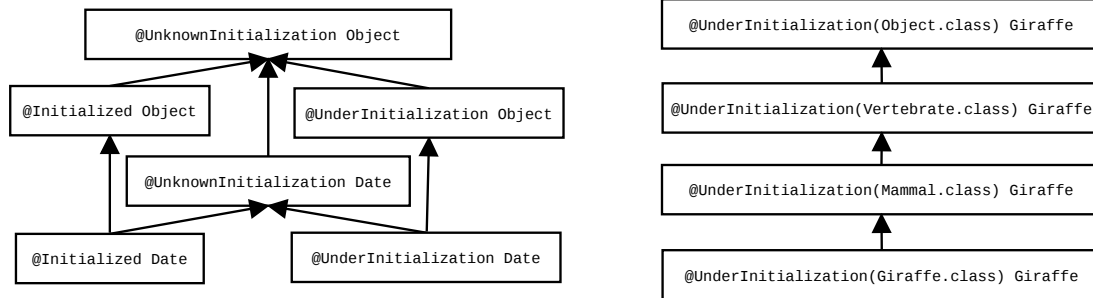 @UnknownInitialization Object
@Initialized Object
@UnderInitialization Object
@UnknownInitialization Date
@Initialized Date
@UnderInitialization Date
@UnderInitialization(Object.class) Giraffe
@UnderInitialization(Vertebrate.class) Giraffe
@UnderInitialization(Mammal.class) Giraffe
@UnderInitialization(Giraffe.class) Giraffe